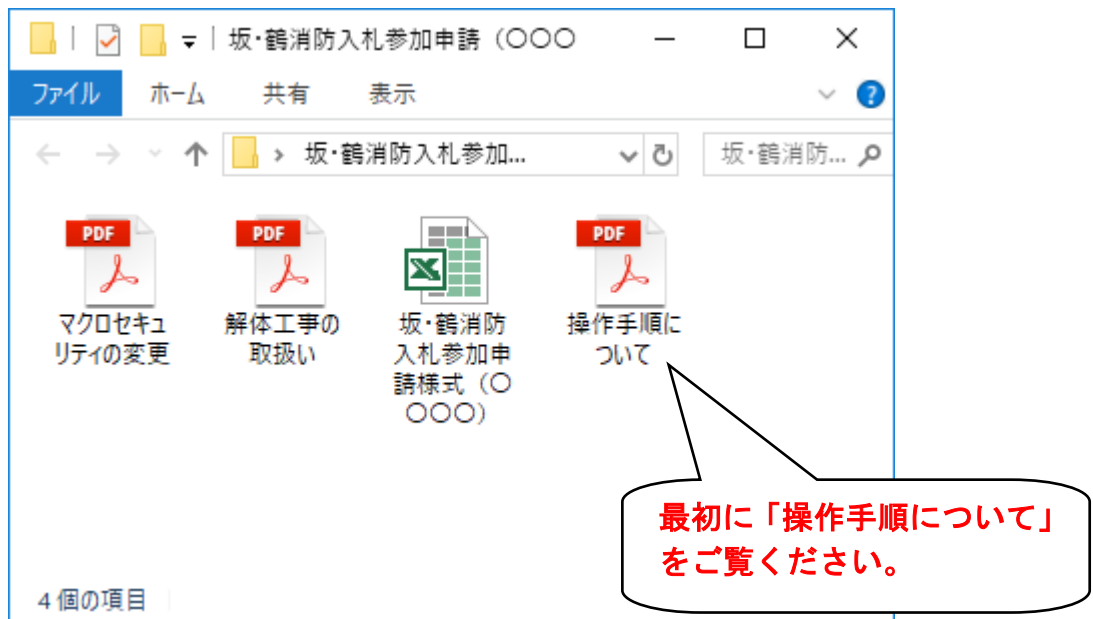 坂・鶴消防入札参加申請（〇〇〇
ファイル ホーム 共有 表示
坂・鶴消防入札参加... 坂・鶴消防...
PDF PDF PDF
マクロセキュ
リティの変更
解体工事の
取扱い
坂・鶴消防
入札参加申
請様式（〇
〇〇〇）
操作手順に
ついて
最初に「操作手順について」
をご覧ください。
4 個の項目